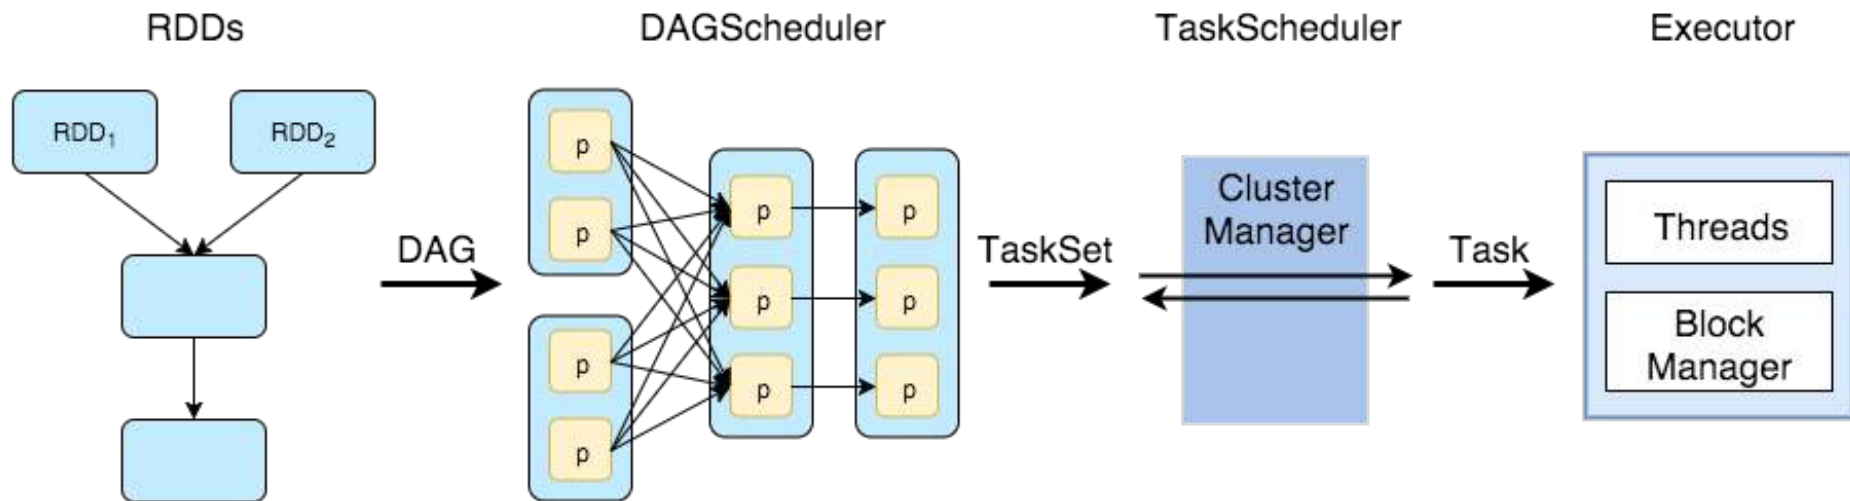 RDDs
DAGScheduler
TaskScheduler
Executor
RDD₁
RDD₂
DAG
p
p
p
p
p
p
p
p
p
p
TaskSet
Cluster
Manager
Task
Threads
Block
Manager